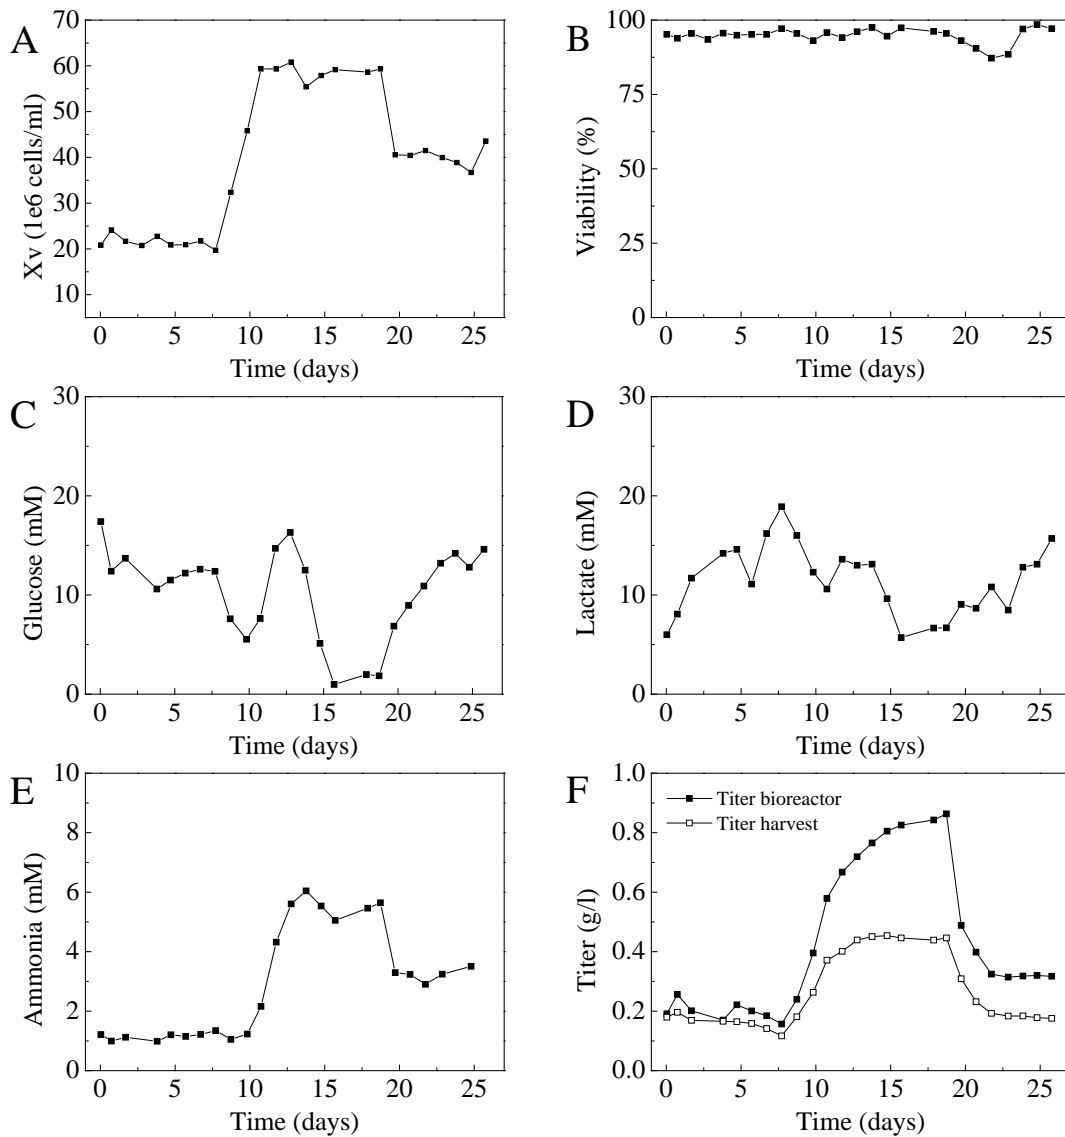 A
Xv (1e6 cells/ml)
70
60
50
40
30
20
10
0 5 10 15 20 25
Time (days)
B
Viability (%)
100
75
50
25
0
0 5 10 15 20 25
Time (days)
C
Glucose (mM)
30
20
10
0
0 5 10 15 20 25
Time (days)
D
Lactate (mM)
30
20
10
0
0 5 10 15 20 25
Time (days)
E
Ammonia (mM)
10
8
6
4
2
0
0 5 10 15 20 25
Time (days)
F
Titer (g/l)
1.0
0.8
0.6
0.4
0.2
0.0
Titer bioreactor
Titer harvest
0 5 10 15 20 25
Time (days)